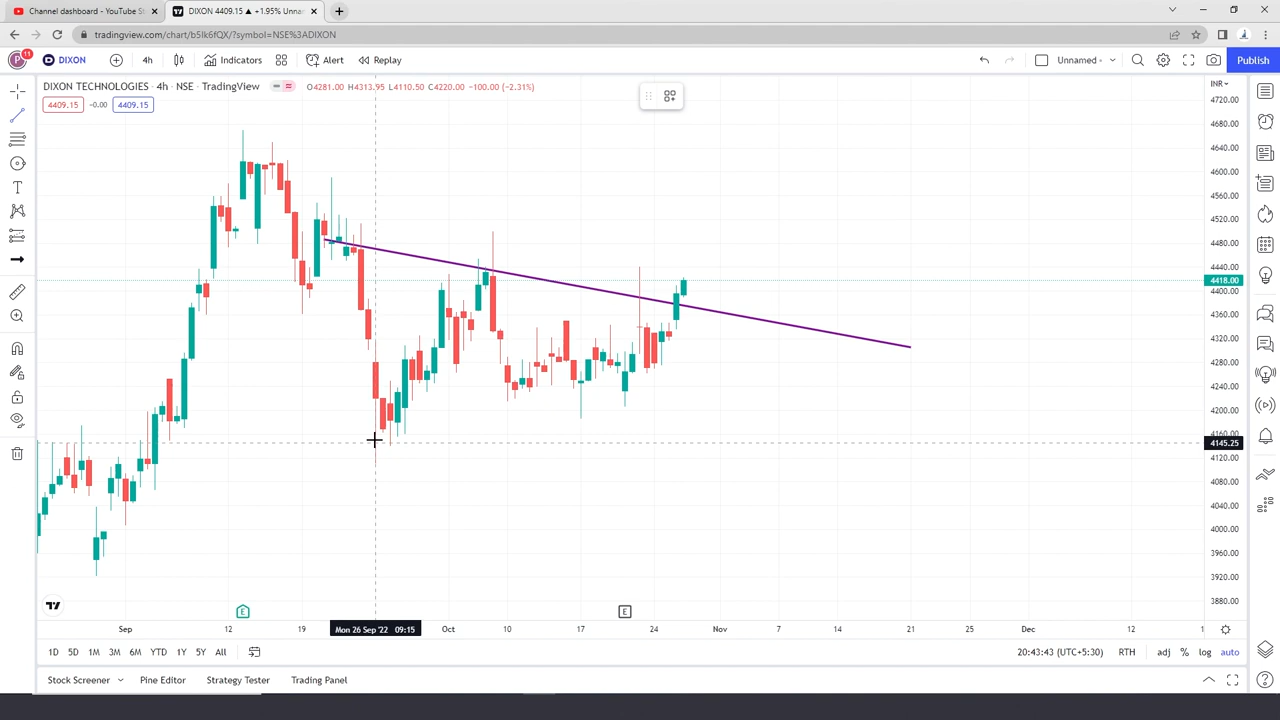 Channel dashboard - YouTube St
DIXON 4409.15 ▲ +1.95% Unna
tradingview.com/chart/b5Ik6fQX/?symbol=NSE%3ADIXON
11
P
DIXON
4h
Indicators
Alert
Replay
Unnamed
Publish
DIXON TECHNOLOGIES · 4h · NSE · TradingView
O4281.00 H4313.95 L4110.50 C4220.00 −100.00 (−2.31%)
INR
4409.15
-0.00
4409.15
4720.00
4680.00
4640.00
4600.00
4560.00
4520.00
4480.00
4440.00
4418.00
4400.00
4360.00
4320.00
4280.00
4240.00
4200.00
4160.00
4145.25
4120.00
4080.00
4040.00
4000.00
3960.00
3920.00
3880.00
E
E
Sep
12
19
Mon 26 Sep '22 09:15
Oct
10
17
24
Nov
7
14
21
25
Dec
12
1D
5D
1M
3M
6M
YTD
1Y
5Y
All
20:43:43 (UTC+5:30)
RTH
adj
%
log
auto
Stock Screener
Pine Editor
Strategy Tester
Trading Panel